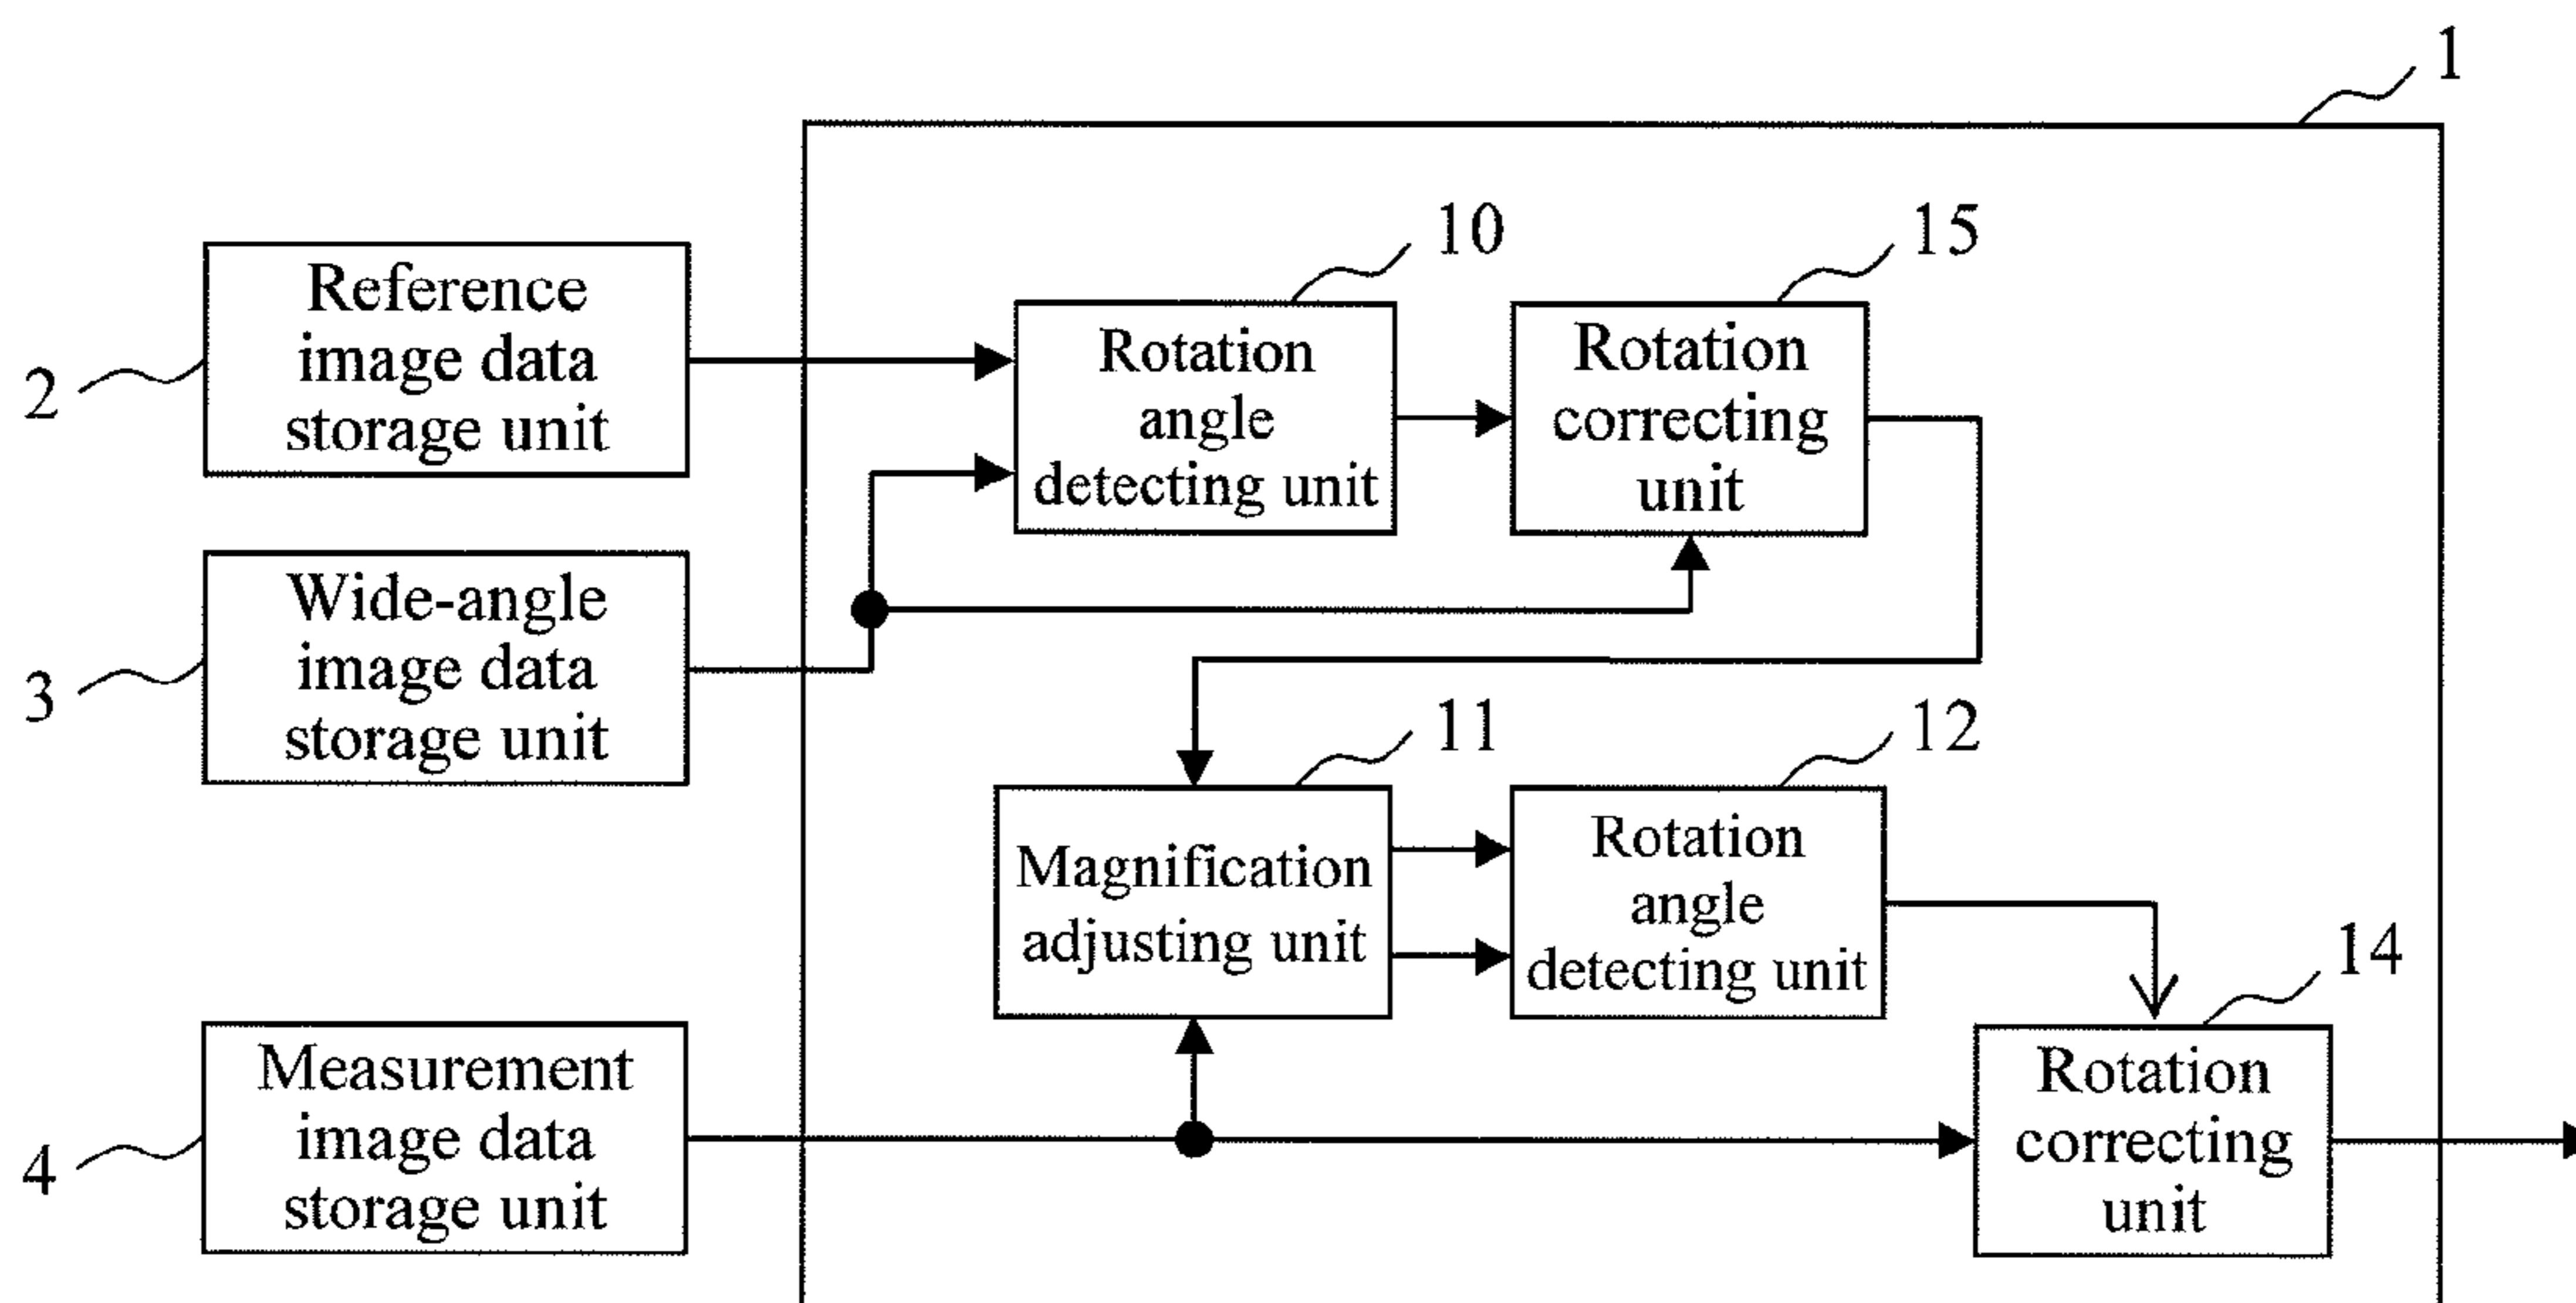 1
10
15
Reference
image data
storage unit
2
Rotation
angle
detecting unit
Rotation
correcting
unit
Wide-angle
image data
storage unit
3
11
12
Magnification
adjusting unit
Rotation
angle
detecting unit
14
Measurement
image data
storage unit
4
Rotation
correcting
unit